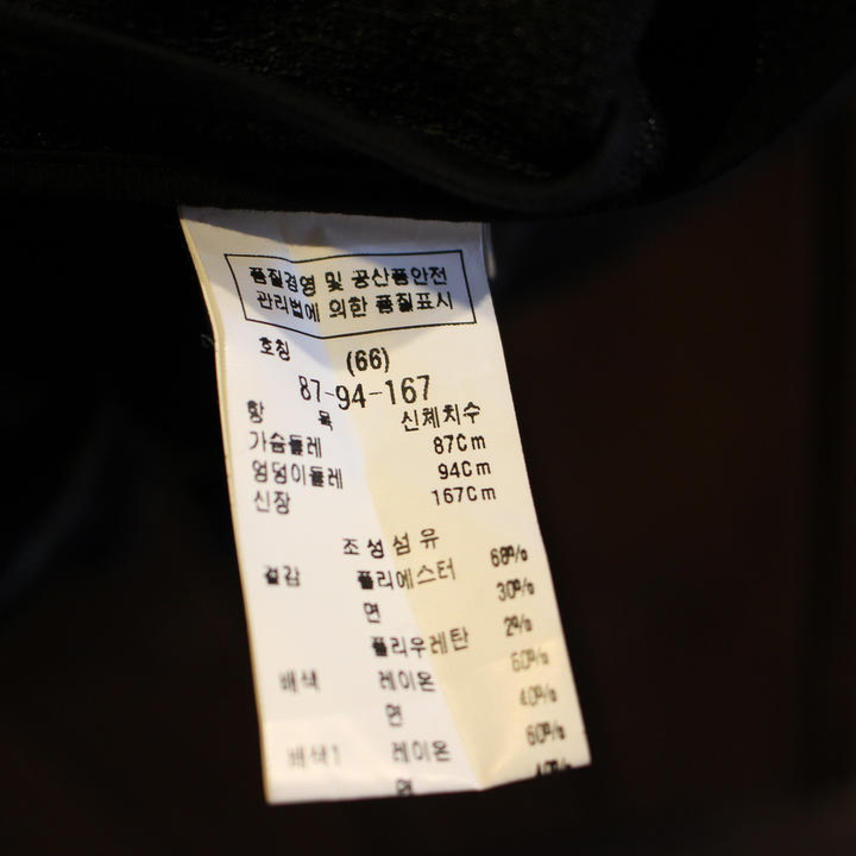 품질경영 및 공산품안전
관리법에 의한 품질표시
호칭 (66)
87-94-167
항 목 신체치수
가슴둘레 87Cm
엉덩이둘레 94Cm
신장 167Cm
조성섬유
겉감 폴리에스터 68%
면 30%
폴리우레탄 2%
배색 레이온 60%
면 40%
배색1 레이온 60%
면 40%